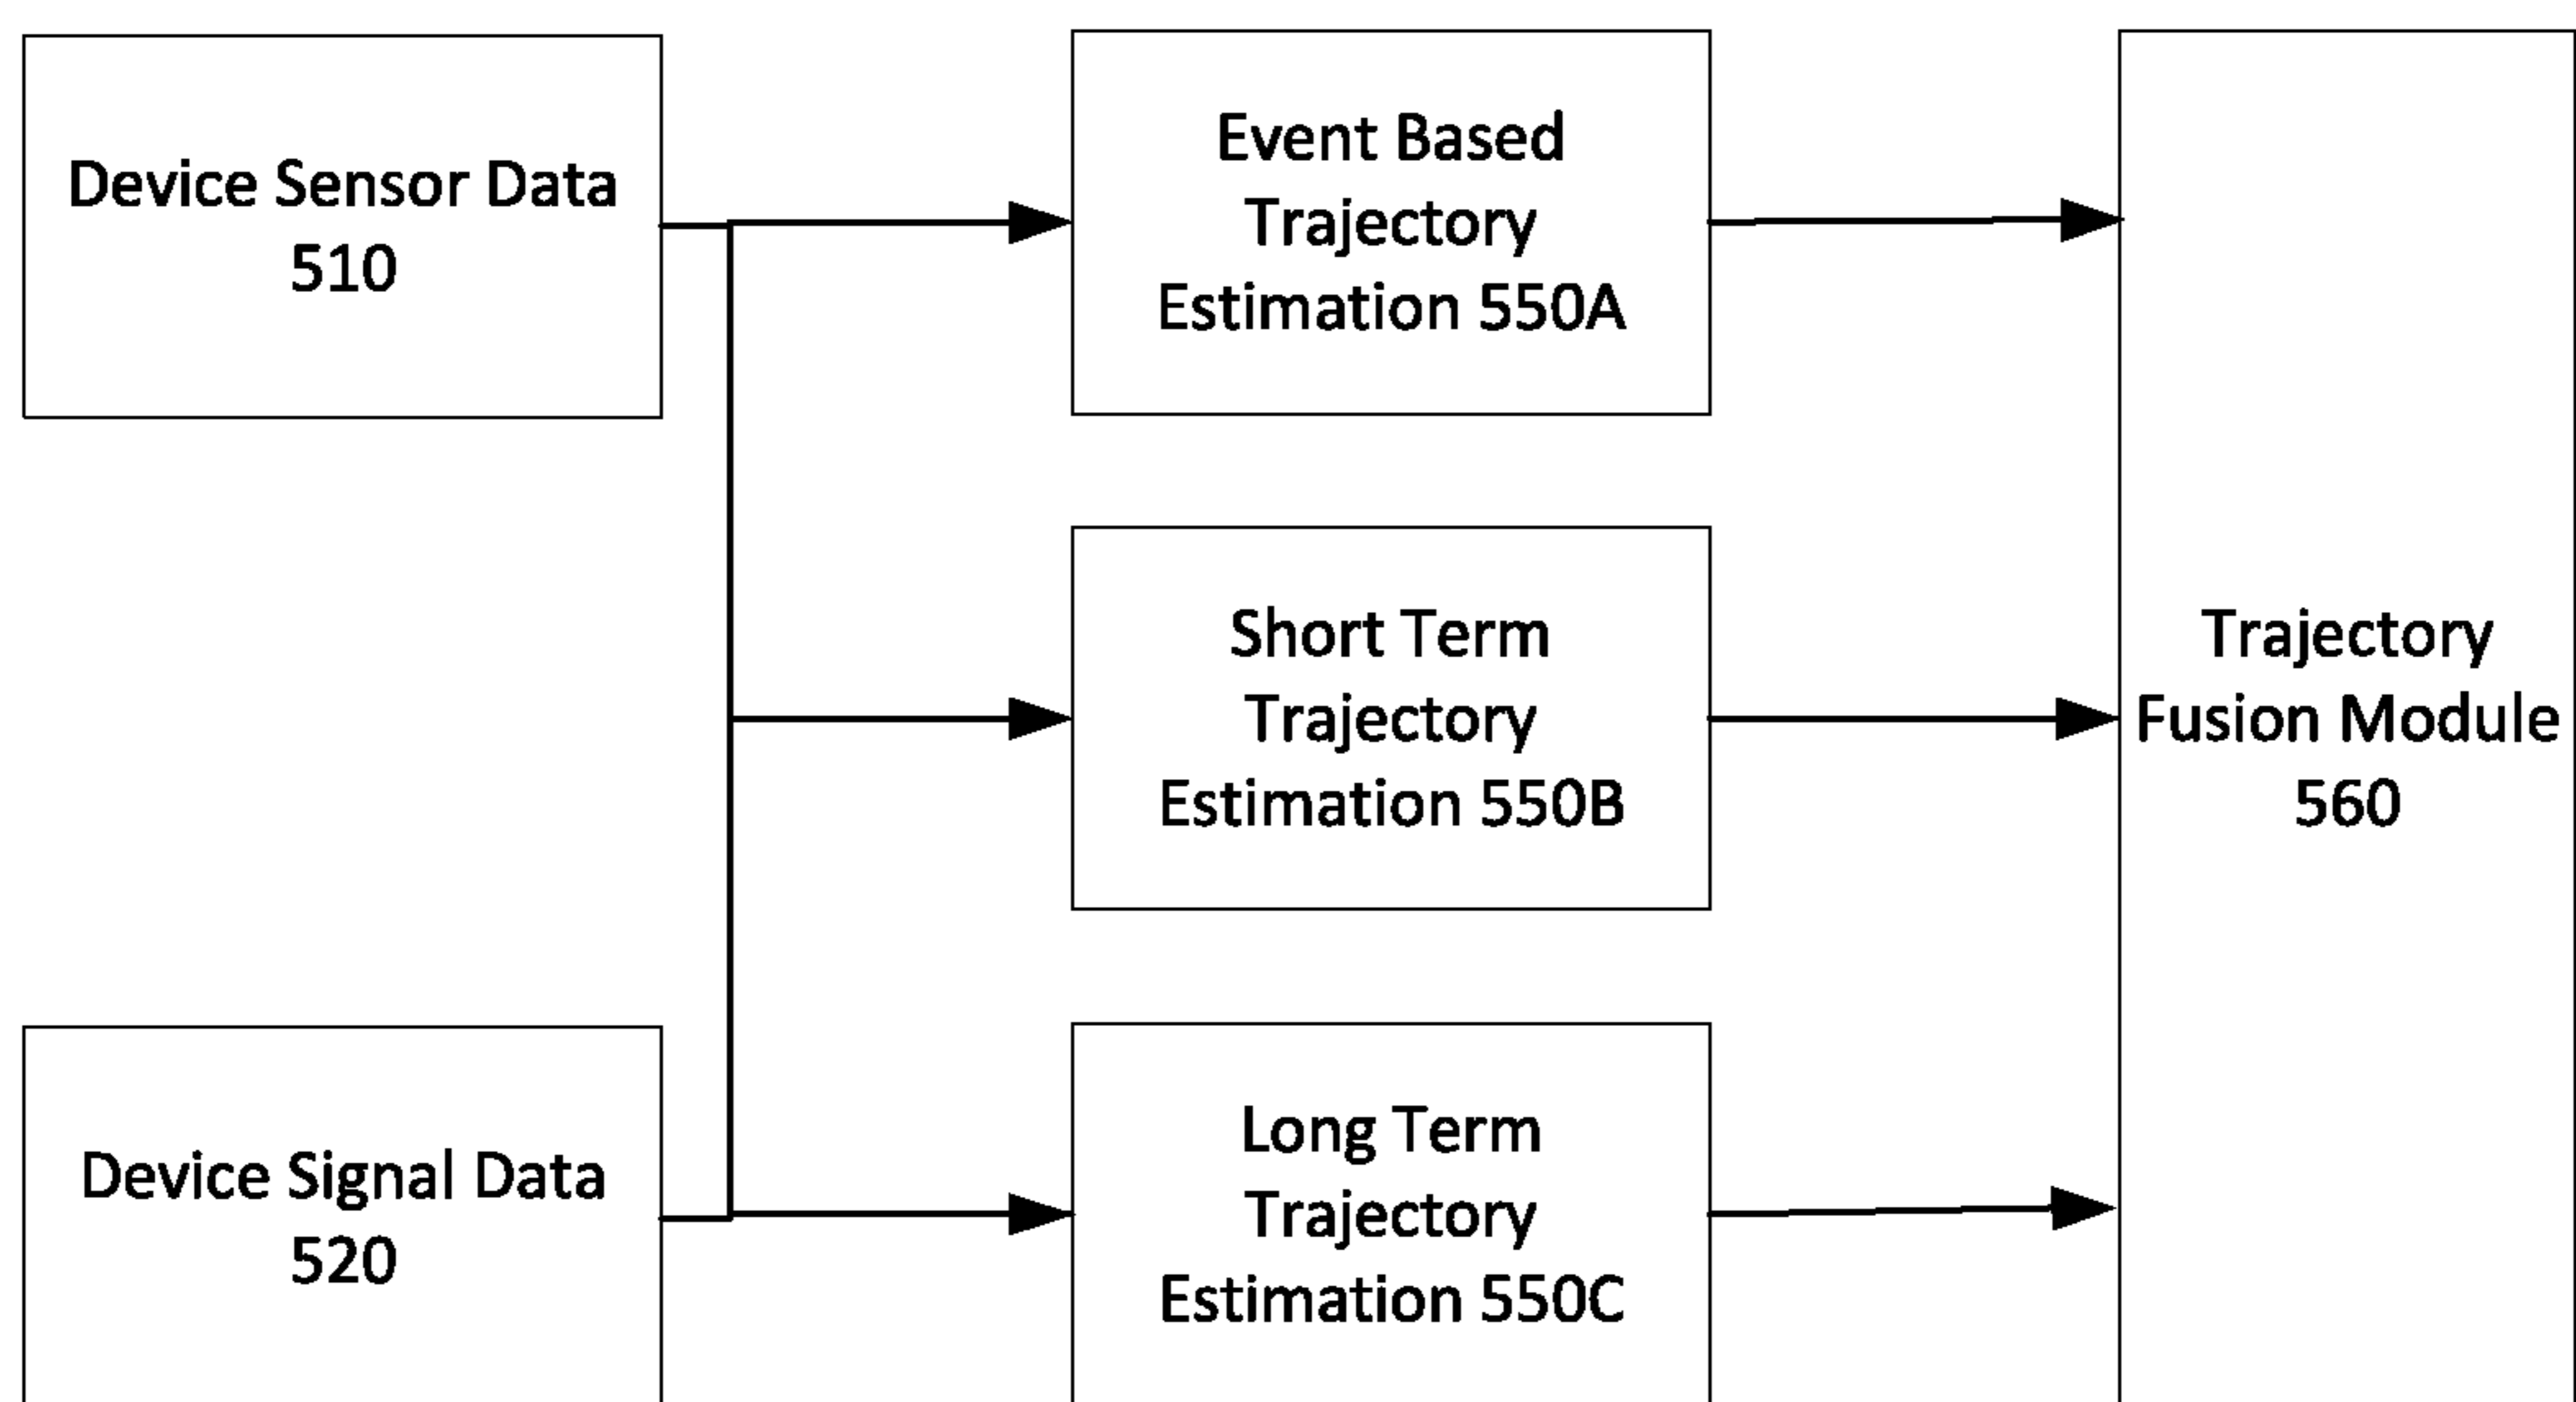 Device Sensor Data
510
Event Based
Trajectory
Estimation 550A
Short Term
Trajectory
Estimation 550B
Trajectory
Fusion Module
560
Device Signal Data
520
Long Term
Trajectory
Estimation 550C